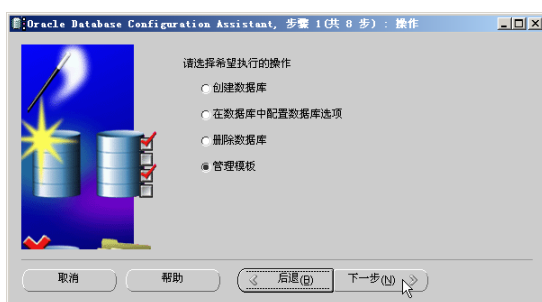 Oracle Database Configuration Assistant, 步骤 1(共 8 步) : 操作
请选择希望执行的操作
创建数据库
在数据库中配置数据库选项
删除数据库
管理模板
取消
帮助
后退(B)
下一步(N)